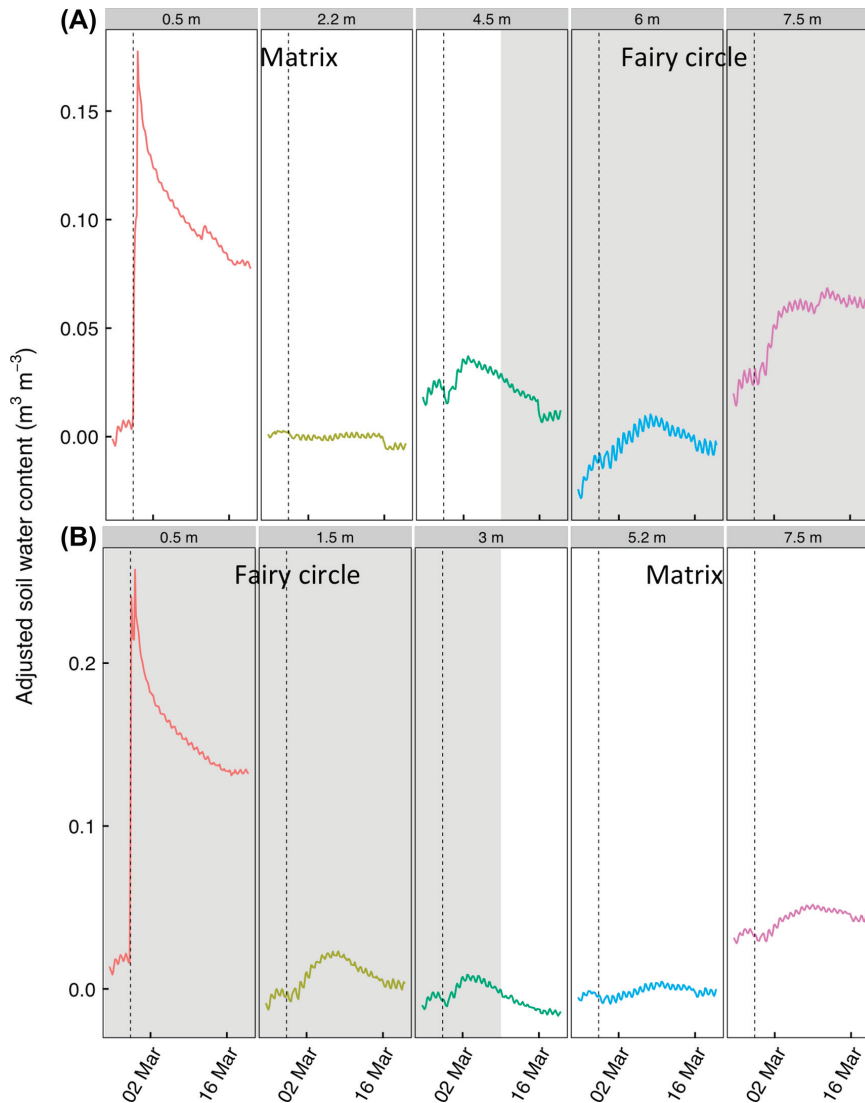 (A)
0.5 m 2.2 m 4.5 m 6 m 7.5 m
Matrix Fairy circle
0.15
0.10
0.05
0.00
Adjusted soil water content (m³ m⁻³)
(B)
0.5 m 1.5 m 3 m 5.2 m 7.5 m
Fairy circle Matrix
0.2
0.1
0.0
02 Mar 16 Mar 02 Mar 16 Mar 02 Mar 16 Mar 02 Mar 16 Mar 02 Mar 16 Mar